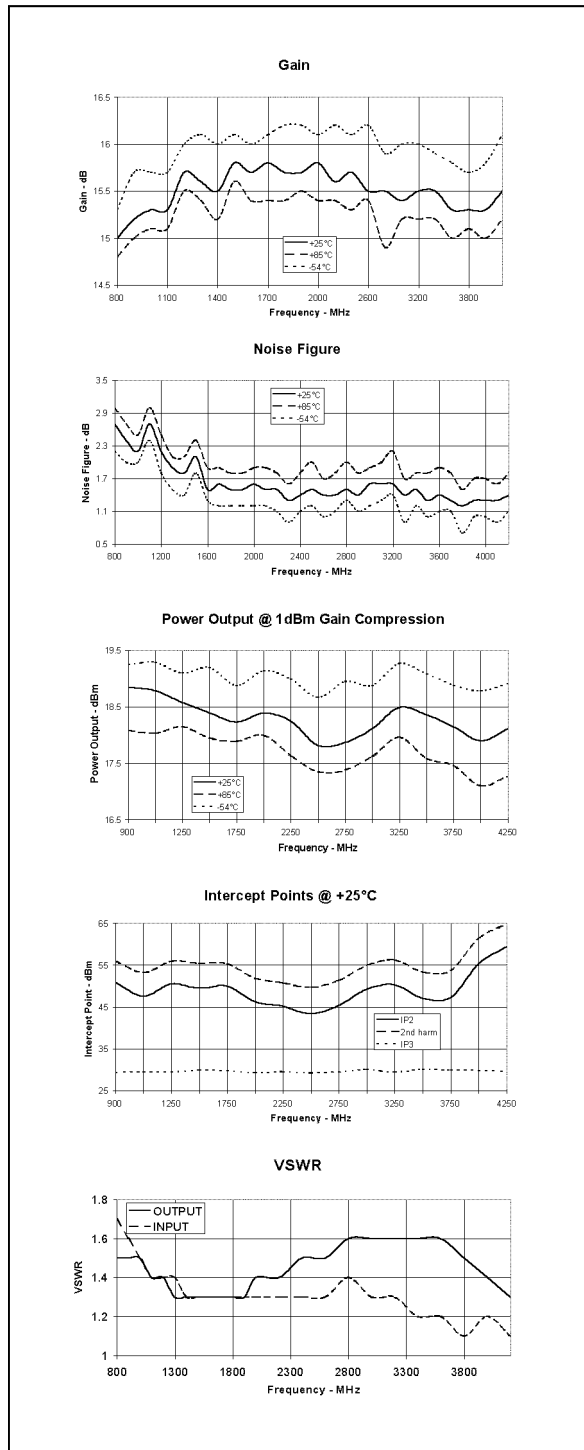 Gain
16.5
16
15.5
15
14.5
Gain - dB
+25°C
+85°C
-54°C
800 1100 1400 1700 2000 2600 3200 3800
Frequency - MHz
Noise Figure
3.5
2.9
2.3
1.7
1.1
0.5
Noise Figure - dB
+25°C
+85°C
-54°C
800 1200 1600 2000 2400 2800 3200 3600 4000
Frequency - MHz
Power Output @ 1dBm Gain Compression
19.5
18.5
17.5
16.5
Power Output - dBm
+25°C
+85°C
-54°C
900 1250 1750 2250 2750 3250 3750 4250
Frequency - MHz
Intercept Points @ +25°C
65
55
45
35
25
Intercept Point - dBm
IP2
2nd harm
IP3
900 1250 1750 2250 2750 3250 3750 4250
Frequency - MHz
VSWR
1.8
1.6
1.4
1.2
1
VSWR
OUTPUT
INPUT
800 1300 1800 2300 2800 3300 3800
Frequency - MHz